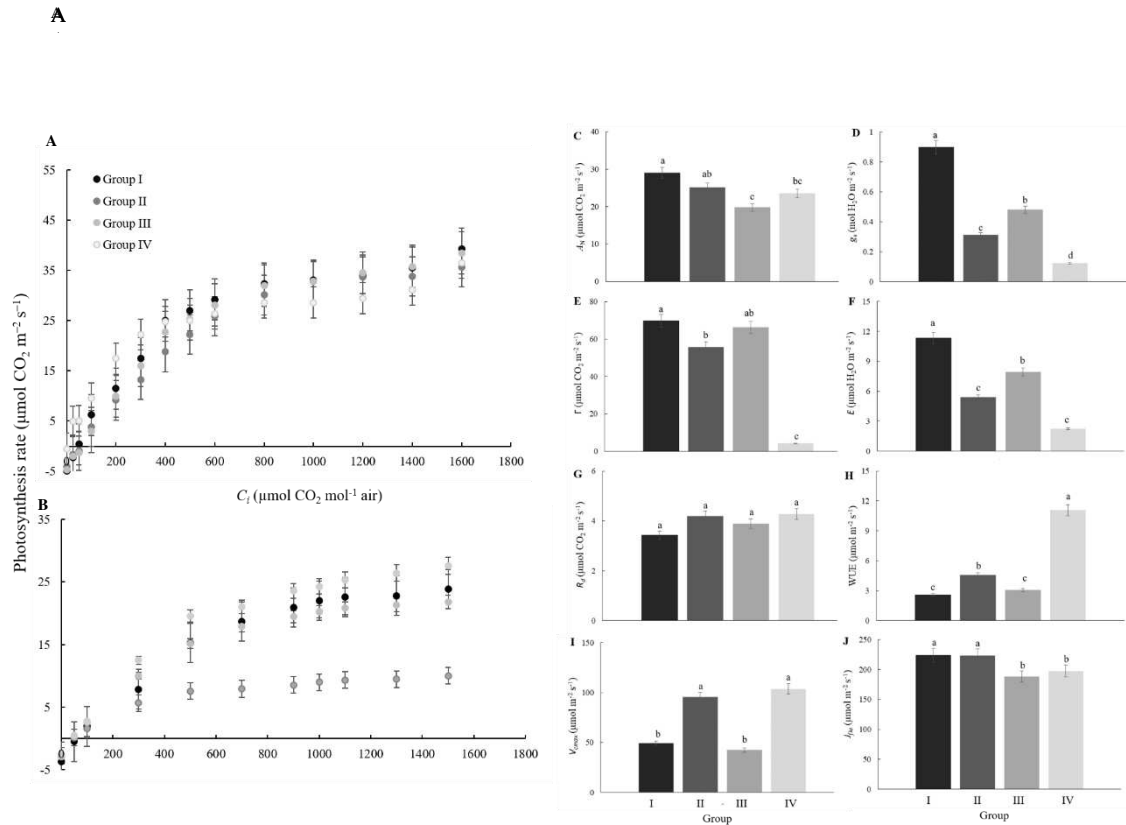 A
A
Group I
Group II
Group III
Group IV
55
45
35
25
15
5
-5
200 400 600 800 1000 1200 1400 1600 1800
C_i (µmol CO₂ mol⁻¹ air)
Photosynthesis rate (µmol CO₂ m⁻² s⁻¹)
B
35
25
15
5
-5
0 200 400 600 800 1000 1200 1400 1600 1800
C
A_N (µmol CO₂ m⁻² s⁻¹)
40
30
20
10
0
a ab c bc
D
g_s (mol H₂O m⁻² s⁻¹)
1
0.8
0.6
0.4
0.2
0
a c b d
E
Γ (µmol CO₂ m⁻² s⁻¹)
80
60
40
20
0
a b ab c
F
E (µmol H₂O m⁻² s⁻¹)
15
12
9
6
3
0
a c b c
G
R_d (µmol CO₂ m⁻² s⁻¹)
6
4
2
0
a a a a
H
WUE (µmol m⁻² s⁻¹)
15
12
9
6
3
0
c b c a
I
(µmol m⁻² s⁻¹)
150
100
50
0
b a b a
I II III IV
Group
J
(µmol m⁻² s⁻¹)
250
200
150
100
50
0
a a b b
I II III IV
Group